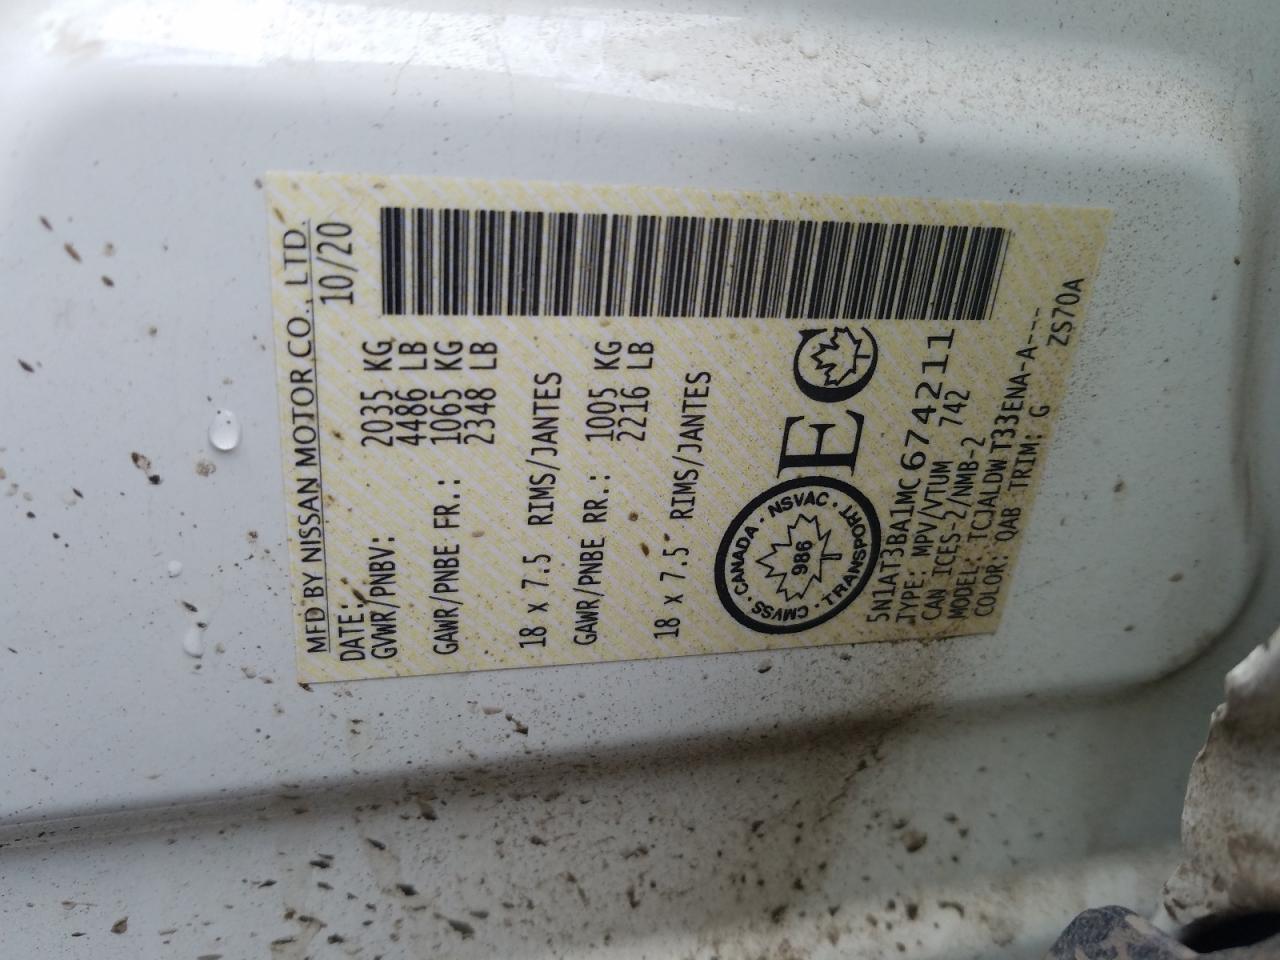 MFD BY NISSAN MOTOR CO., LTD.
DATE: 10/20
GVWR/PNBV: 2035 KG
4486 LB
GAWR/PNBE FR.: 1065 KG
2348 LB
18 x 7.5 RIMS/JANTES
GAWR/PNBE RR.: 1005 KG
2216 LB
18 x 7.5 RIMS/JANTES
CANADA · NSVAC · TRANSPORT · CMVSS ·
986
EC
5N1AT3BA1MC674211
TYPE: MPV/VTUM 742
CAN ICES-2/NMB-2
MODEL: TCJALDWT33ENA-A---
COLOR: QAB TRIM: G ZS70A